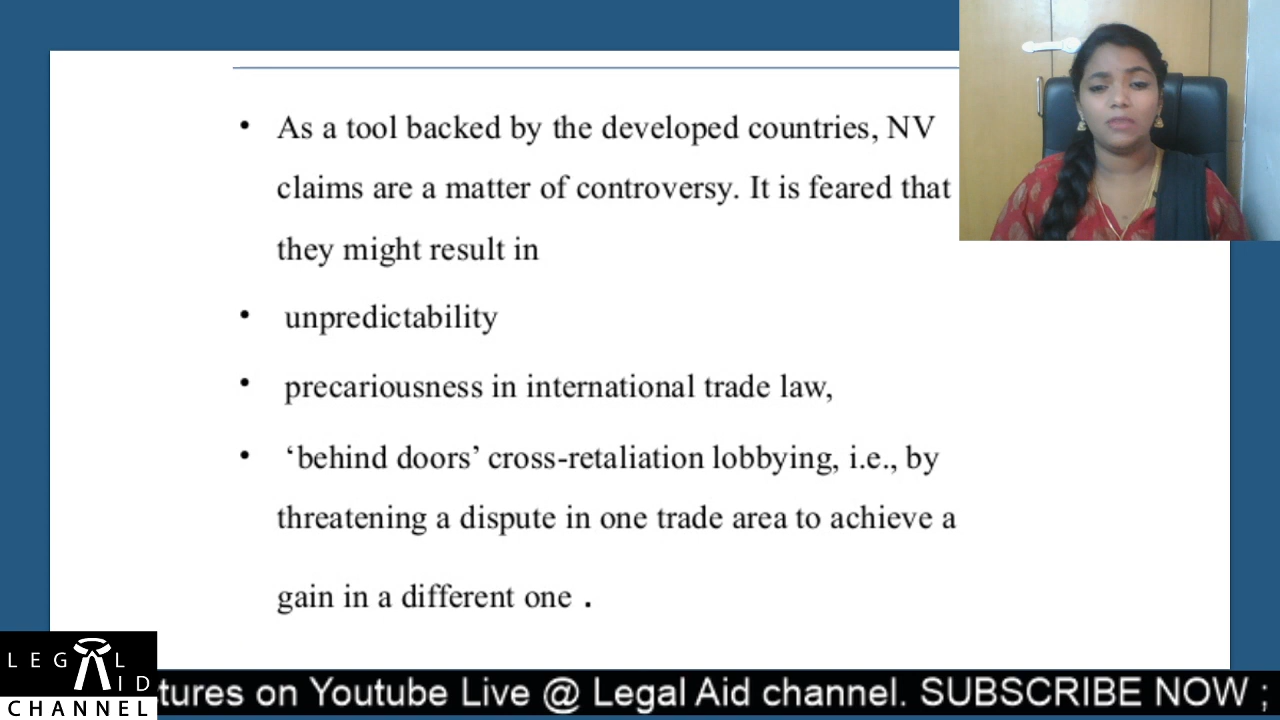 • As a tool backed by the developed countries, NV
claims are a matter of controversy. It is feared that
they might result in
• unpredictability
• precariousness in international trade law,
• ‘behind doors’ cross-retaliation lobbying, i.e., by
threatening a dispute in one trade area to achieve a
gain in a different one .
LEGAL
AID
CHANNEL
tures on Youtube Live @ Legal Aid channel. SUBSCRIBE NOW ;